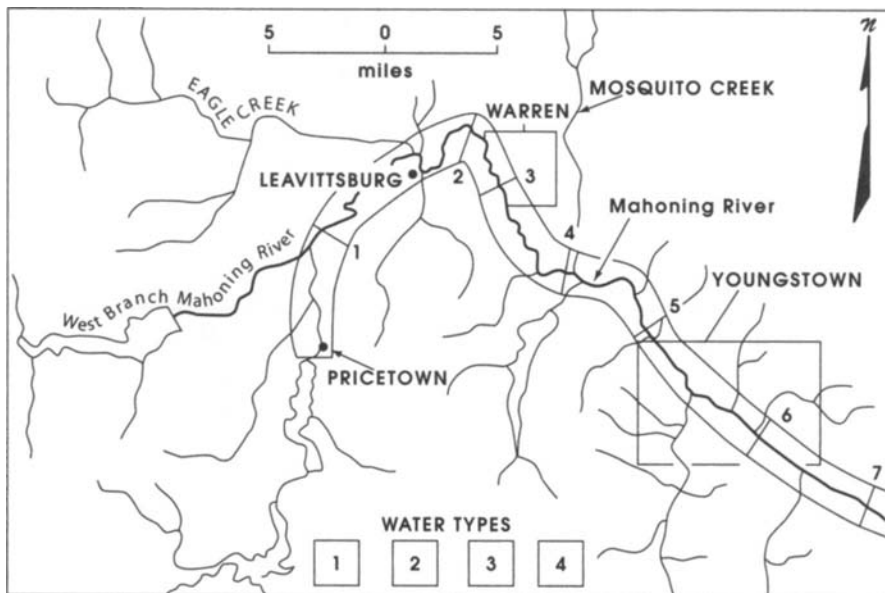 5 0 5
miles
n
EAGLE CREEK
MOSQUITO CREEK
WARREN
LEAVITTSBURG
2
3
Mahoning River
4
1
West Branch Mahoning River
YOUNGSTOWN
5
PRICETOWN
6
7
WATER TYPES
1 2 3 4